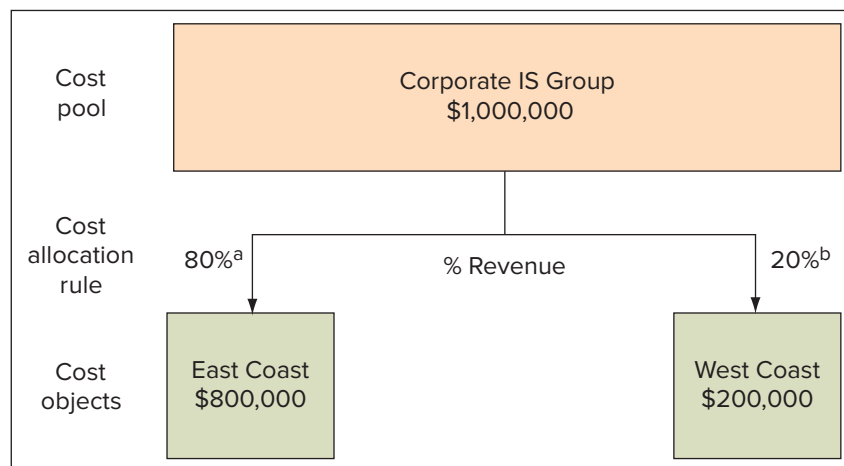 Cost
pool
Corporate IS Group
$1,000,000
Cost
allocation
rule
80%ᵃ
% Revenue
20%ᵇ
Cost
objects
East Coast
$800,000
West Coast
$200,000